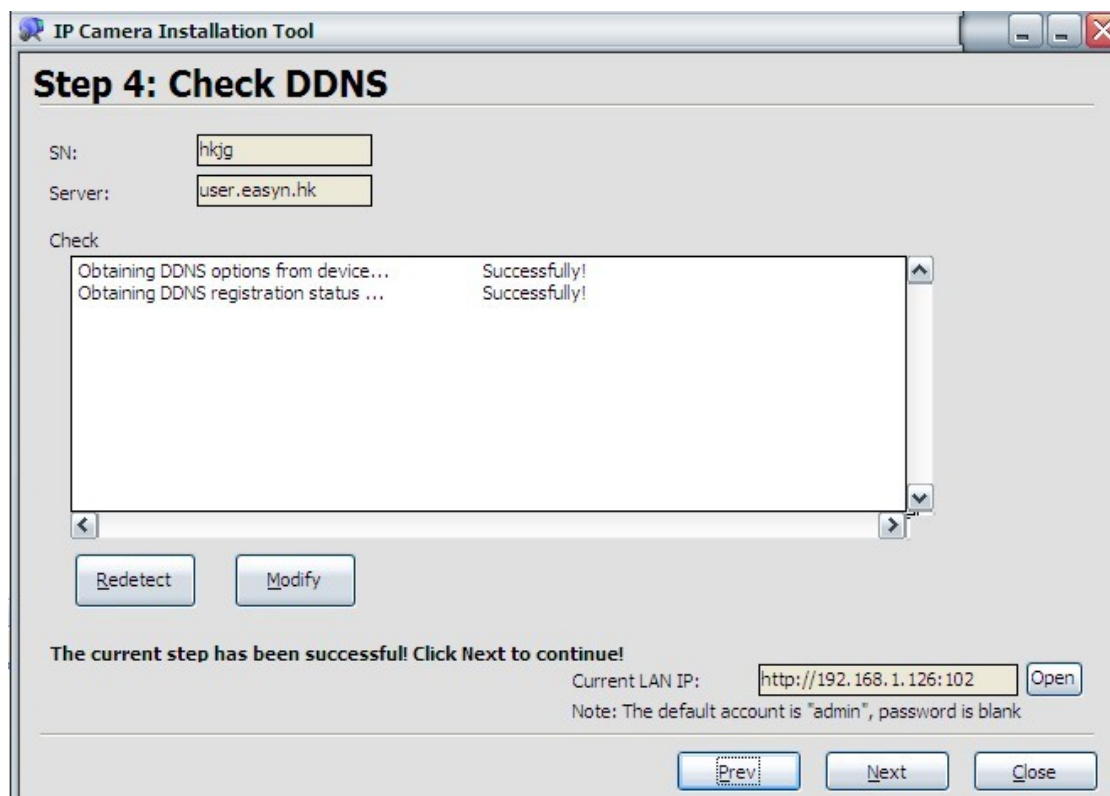 IP Camera Installation Tool
Step 4: Check DDNS
SN: hkjg
Server: user.easyn.hk
Check
Obtaining DDNS options from device... Successfully!
Obtaining DDNS registration status ... Successfully!
Redetect Modify
The current step has been successful! Click Next to continue!
Current LAN IP: http://192.168.1.126:102 Open
Note: The default account is "admin", password is blank
Prev Next Close